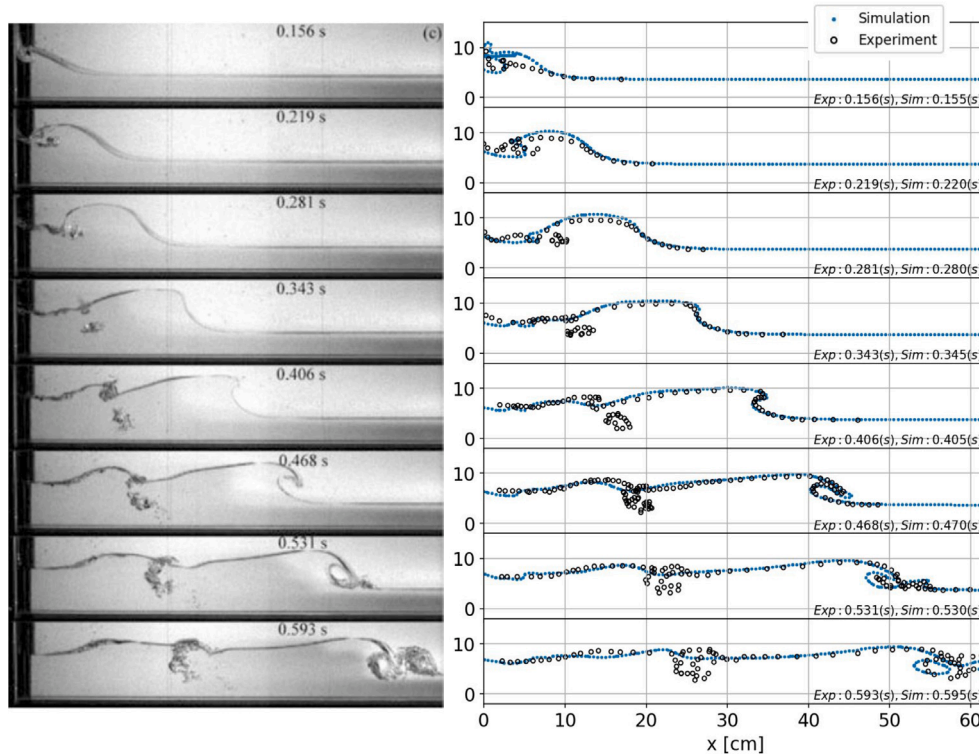 (c)
0.156 s
0.219 s
0.281 s
0.343 s
0.406 s
0.468 s
0.531 s
0.593 s
Simulation
Experiment
10
0
Exp : 0.156(s), Sim : 0.155(s
10
0
Exp : 0.219(s), Sim : 0.220(s
10
0
Exp : 0.281(s), Sim : 0.280(s
10
0
Exp : 0.343(s), Sim : 0.345(s
10
0
Exp : 0.406(s), Sim : 0.405(s
10
0
Exp : 0.468(s), Sim : 0.470(s
10
0
Exp : 0.531(s), Sim : 0.530(s
10
0
Exp : 0.593(s), Sim : 0.595(s
0 10 20 30 40 50 60
x [cm]